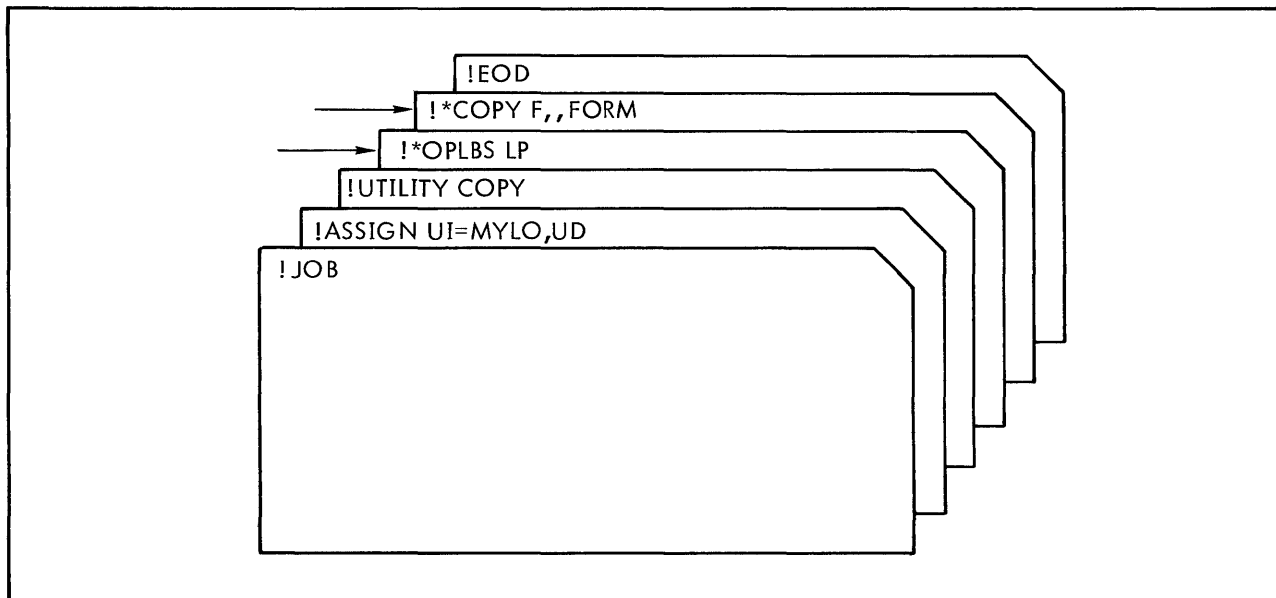 !EOD
!*COPY F,,FORM
!*OPLBS LP
!UTILITY COPY
!ASSIGN UI=MYLO,UD
!JOB